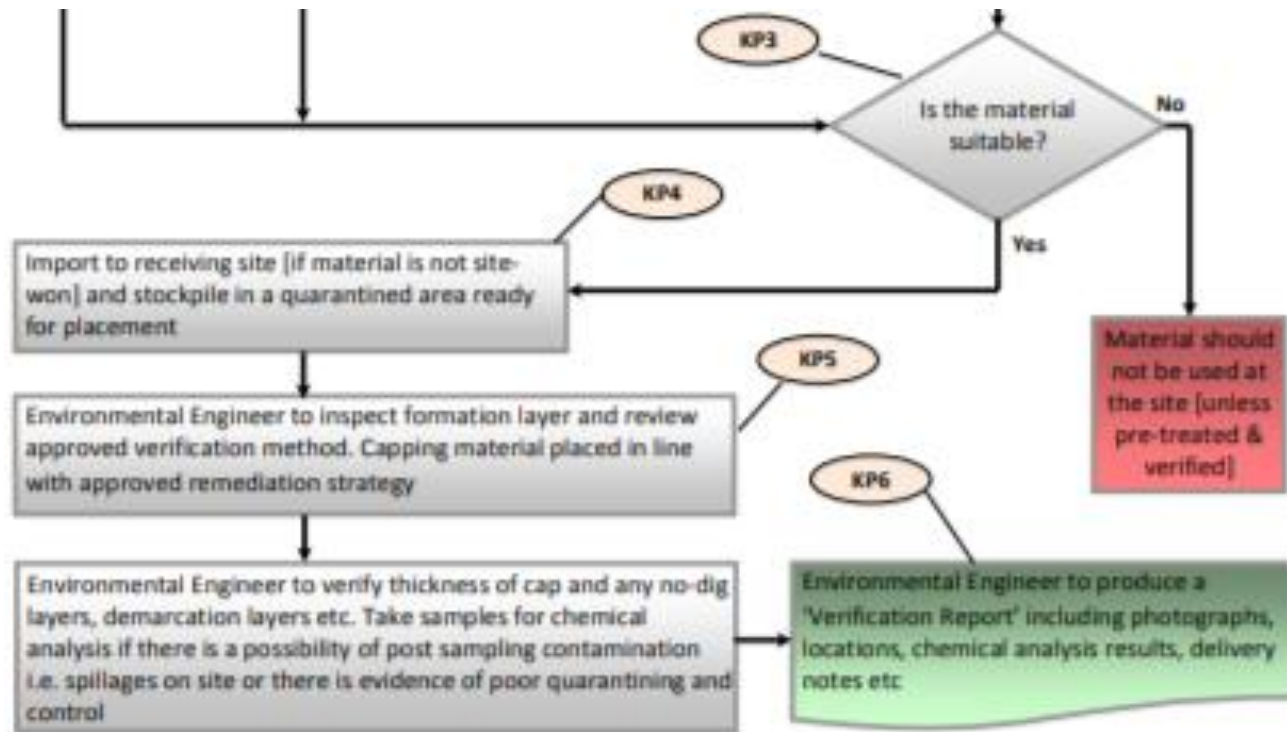 KP3
Is the material
suitable?
No
Yes
KP4
Import to receiving site [if material is not site-
won] and stockpile in a quarantined area ready
for placement
KP5
Material should
not be used at
the site [unless
pre-treated &
verified]
Environmental Engineer to inspect formation layer and review
approved verification method. Capping material placed in line
with approved remediation strategy
KP6
Environmental Engineer to verify thickness of cap and any no-dig
layers, demarcation layers etc. Take samples for chemical
analysis if there is a possibility of post sampling contamination
i.e. spillages on site or there is evidence of poor quarantining and
control
Environmental Engineer to produce a
'Verification Report' including photographs,
locations, chemical analysis results, delivery
notes etc